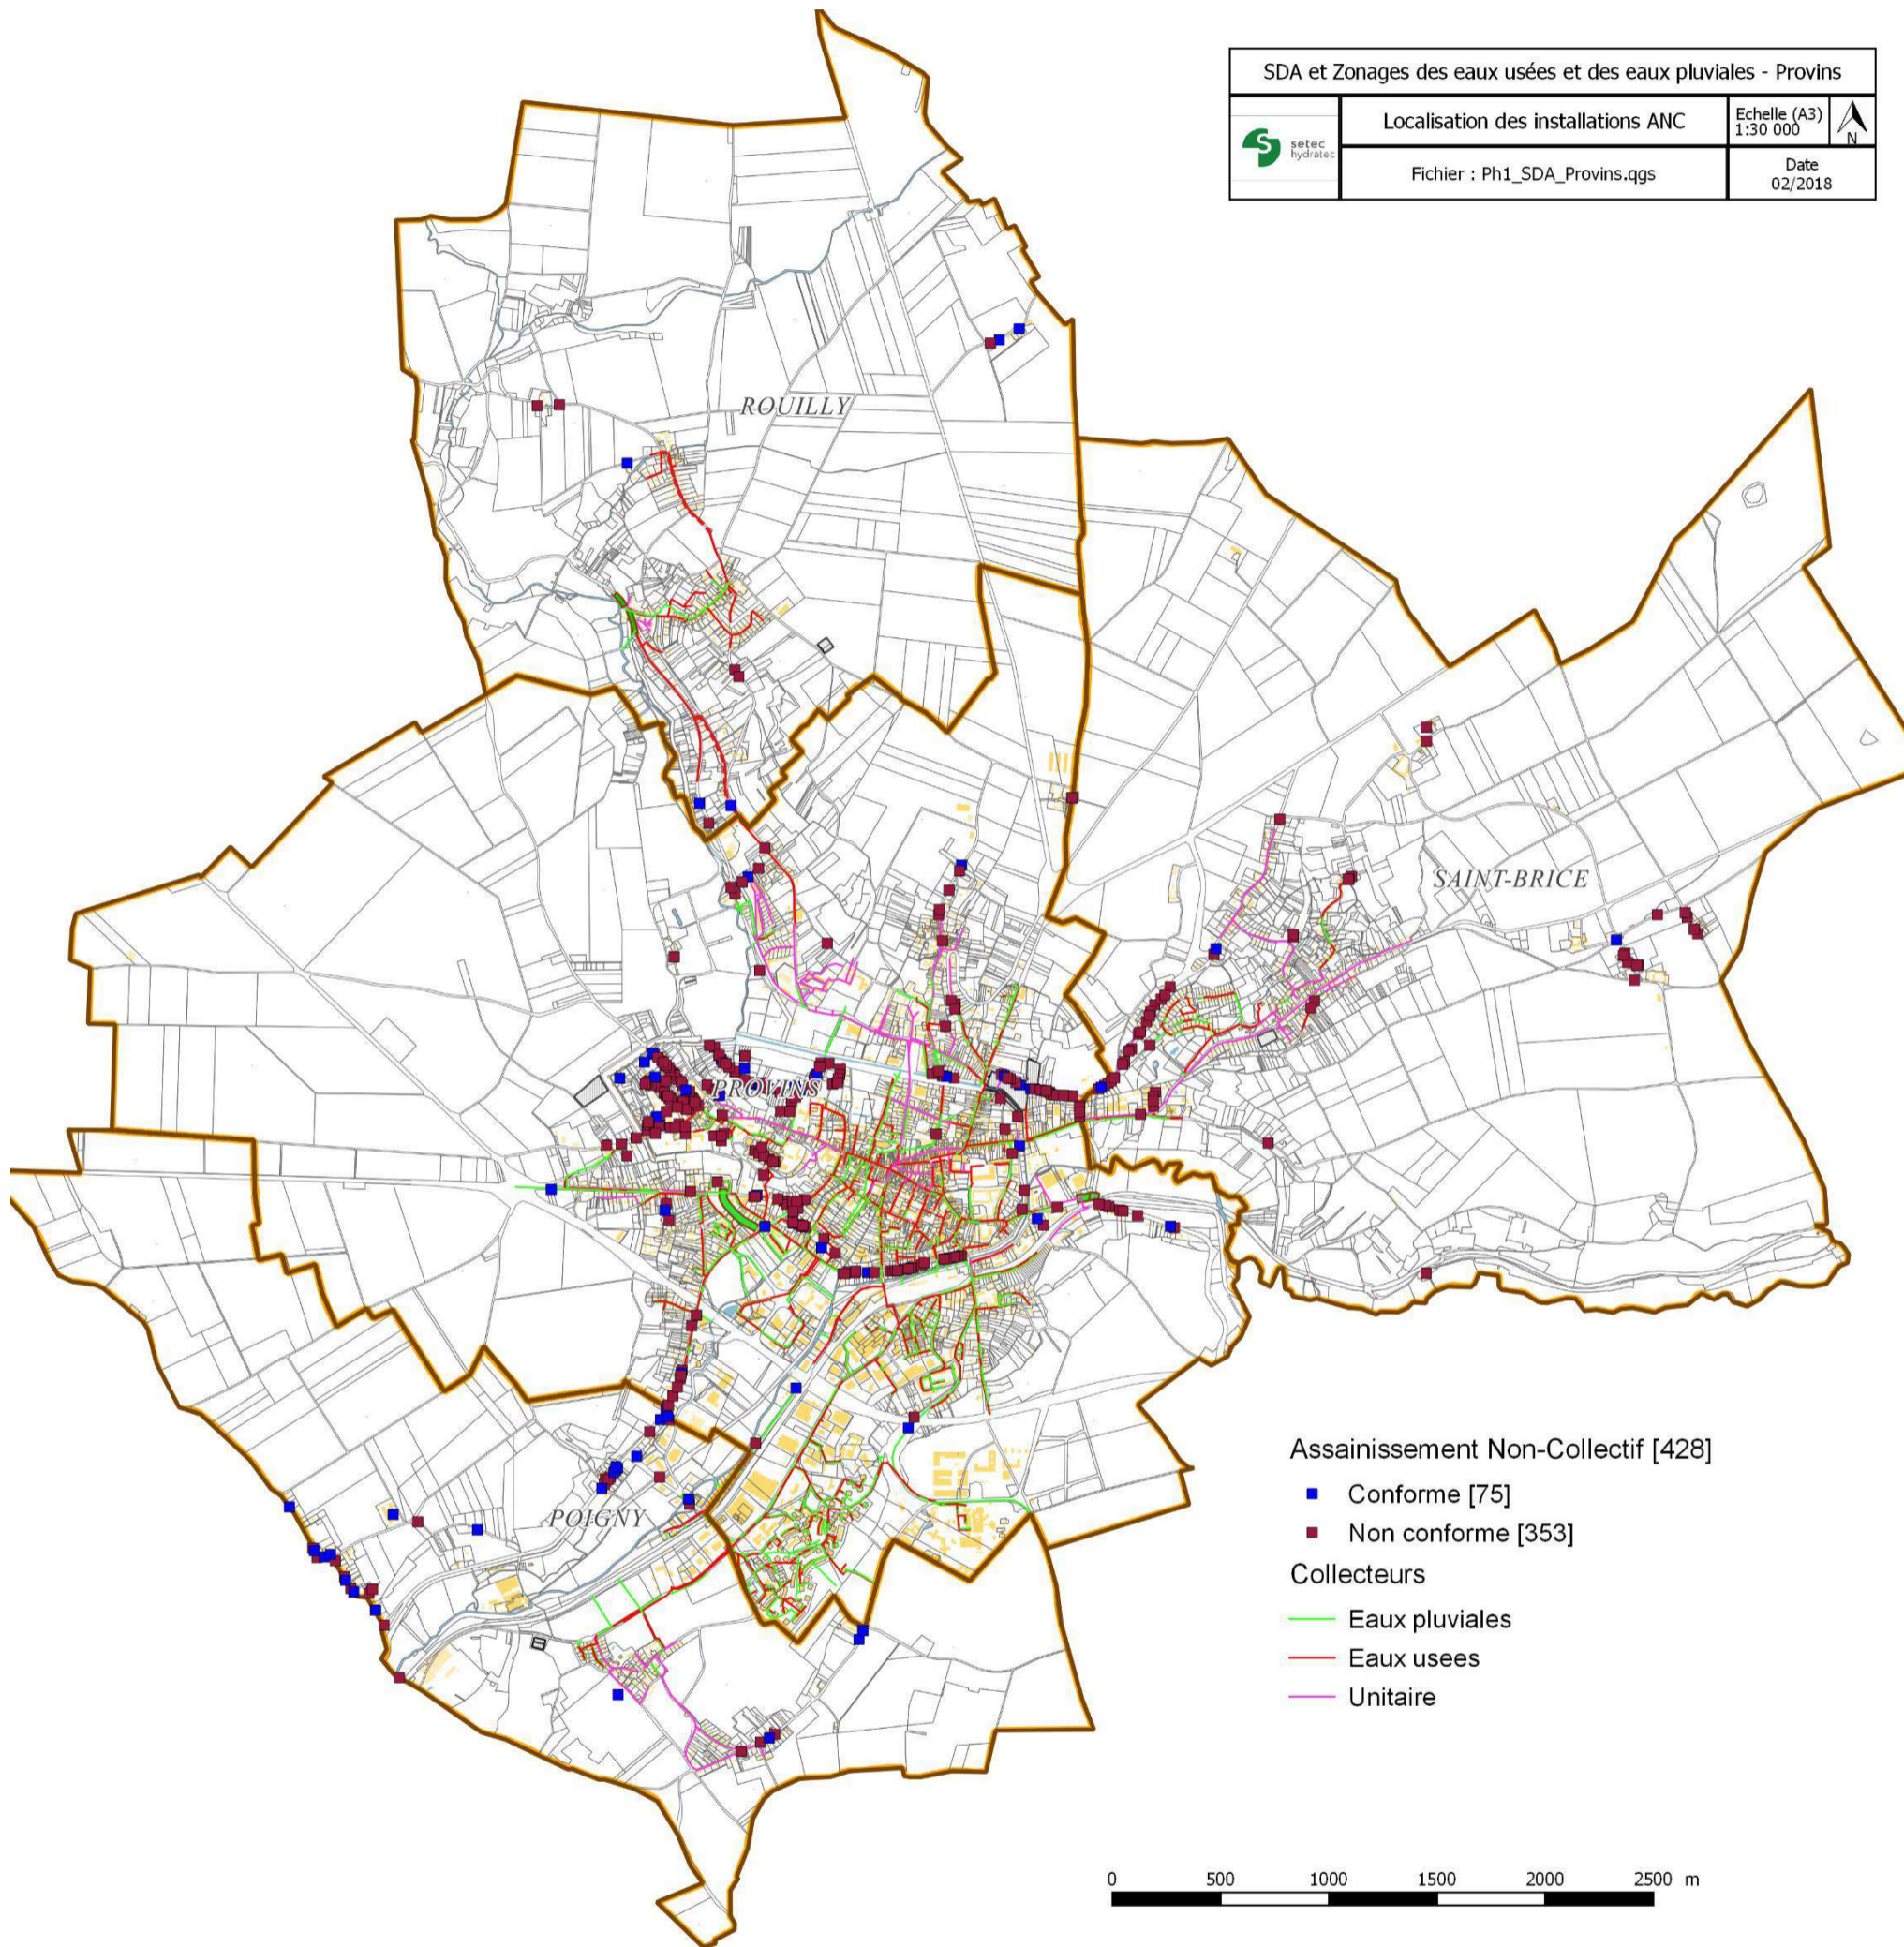 SDA et Zonages des eaux usées et des eaux pluviales - Provins
setec
hydratec
Localisation des installations ANC
Echelle (A3)
1:30 000
N
Fichier : Ph1_SDA_Provins.qgs
Date
02/2018
ROUILLY
SAINT-BRICE
PROVINS
POIGNY
Assainissement Non-Collectif [428]
Conforme [75]
Non conforme [353]
Collecteurs
Eaux pluviales
Eaux usees
Unitaire
0 500 1000 1500 2000 2500 m